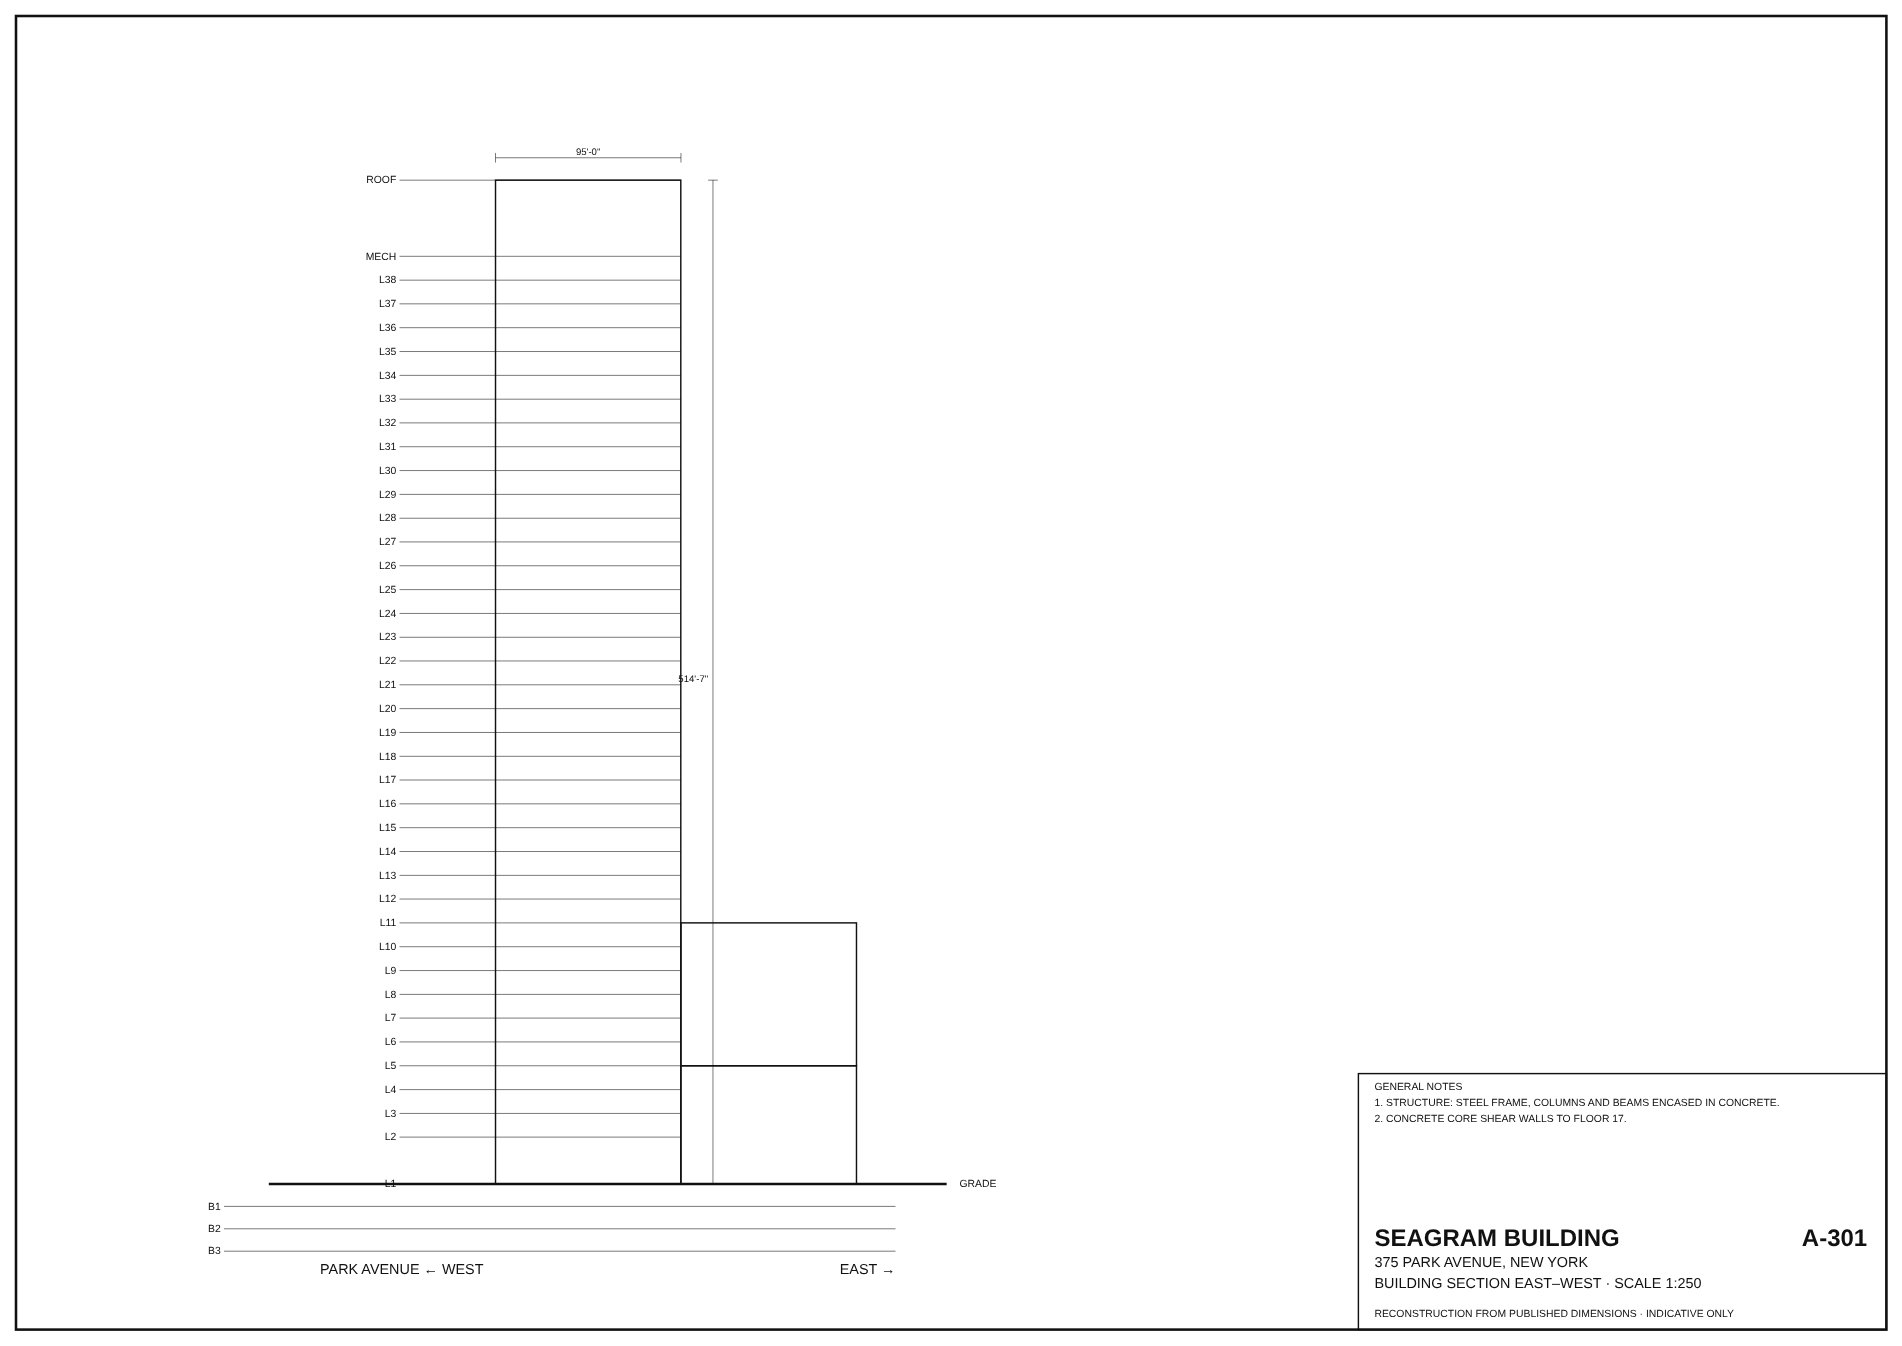 95'-0"
ROOF
MECH
L38
L37
L36
L35
L34
L33
L32
L31
L30
L29
L28
L27
L26
L25
L24
L23
L22
514'-7"
L21
L20
L19
L18
L17
L16
L15
L14
L13
L12
L11
L10
L9
L8
L7
L6
L5
L4
L3
L2
L1
GRADE
B1
B2
B3
PARK AVENUE ← WEST
EAST →
GENERAL NOTES
1. STRUCTURE: STEEL FRAME, COLUMNS AND BEAMS ENCASED IN CONCRETE.
2. CONCRETE CORE SHEAR WALLS TO FLOOR 17.
SEAGRAM BUILDING
A-301
375 PARK AVENUE, NEW YORK
BUILDING SECTION EAST–WEST · SCALE 1:250
RECONSTRUCTION FROM PUBLISHED DIMENSIONS · INDICATIVE ONLY